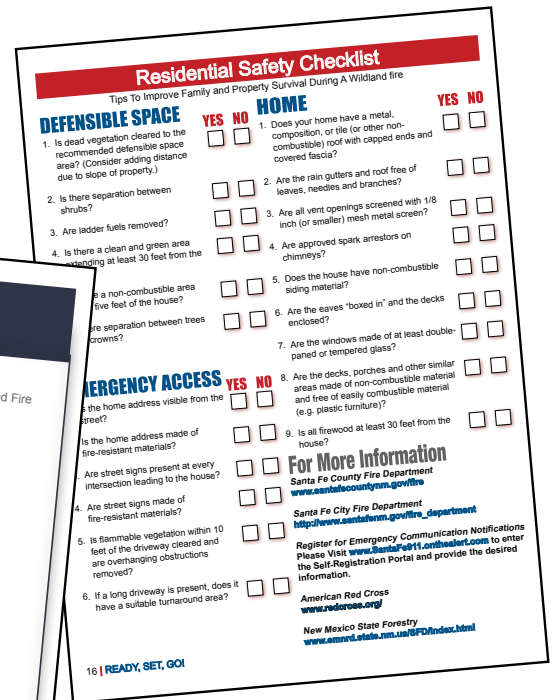 Residential Safety Checklist
Tips To Improve Family and Property Survival During A Wildland fire
DEFENSIBLE SPACE YES NO
1. Is dead vegetation cleared to the
recommended defensible space
area? (Consider adding distance
due to slope of property.)
2. Is there separation between
shrubs?
3. Are ladder fuels removed?
4. Is there a clean and green area
extending at least 30 feet from the
e a non-combustible area
five feet of the house?
ere separation between trees
crowns?
MERGENCY ACCESS YES NO
s the home address visible from the
street?
Is the home address made of
fire-resistant materials?
. Are street signs present at every
intersection leading to the house?
4. Are street signs made of
fire-resistant materials?
5. Is flammable vegetation within 10
feet of the driveway cleared and
are overhanging obstructions
removed?
6. If a long driveway is present, does it
have a suitable turnaround area?
HOME YES NO
1. Does your home have a metal,
composition, or tile (or other non-
combustible) roof with capped ends and
covered fascia?
2. Are the rain gutters and roof free of
leaves, needles and branches?
3. Are all vent openings screened with 1/8
inch (or smaller) mesh metal screen?
4. Are approved spark arrestors on
chimneys?
5. Does the house have non-combustible
siding material?
6. Are the eaves “boxed in” and the decks
enclosed?
7. Are the windows made of at least double-
paned or tempered glass?
8. Are the decks, porches and other similar
areas made of non-combustible material
and free of easily combustible material
(e.g. plastic furniture)?
9. Is all firewood at least 30 feet from the
house?
For More Information
Santa Fe County Fire Department
www.santafecountynm.gov/fire
Santa Fe City Fire Department
http://www.santafenm.gov/fire_department
Register for Emergency Communication Notifications
Please Visit www.SantaFe911.onthealert.com to enter
the Self-Registration Portal and provide the desired
information.
American Red Cross
www.redcross.org/
New Mexico State Forestry
www.emnrd.state.nm.us/SFD/index.html
16 | READY, SET, GO!
d Fire